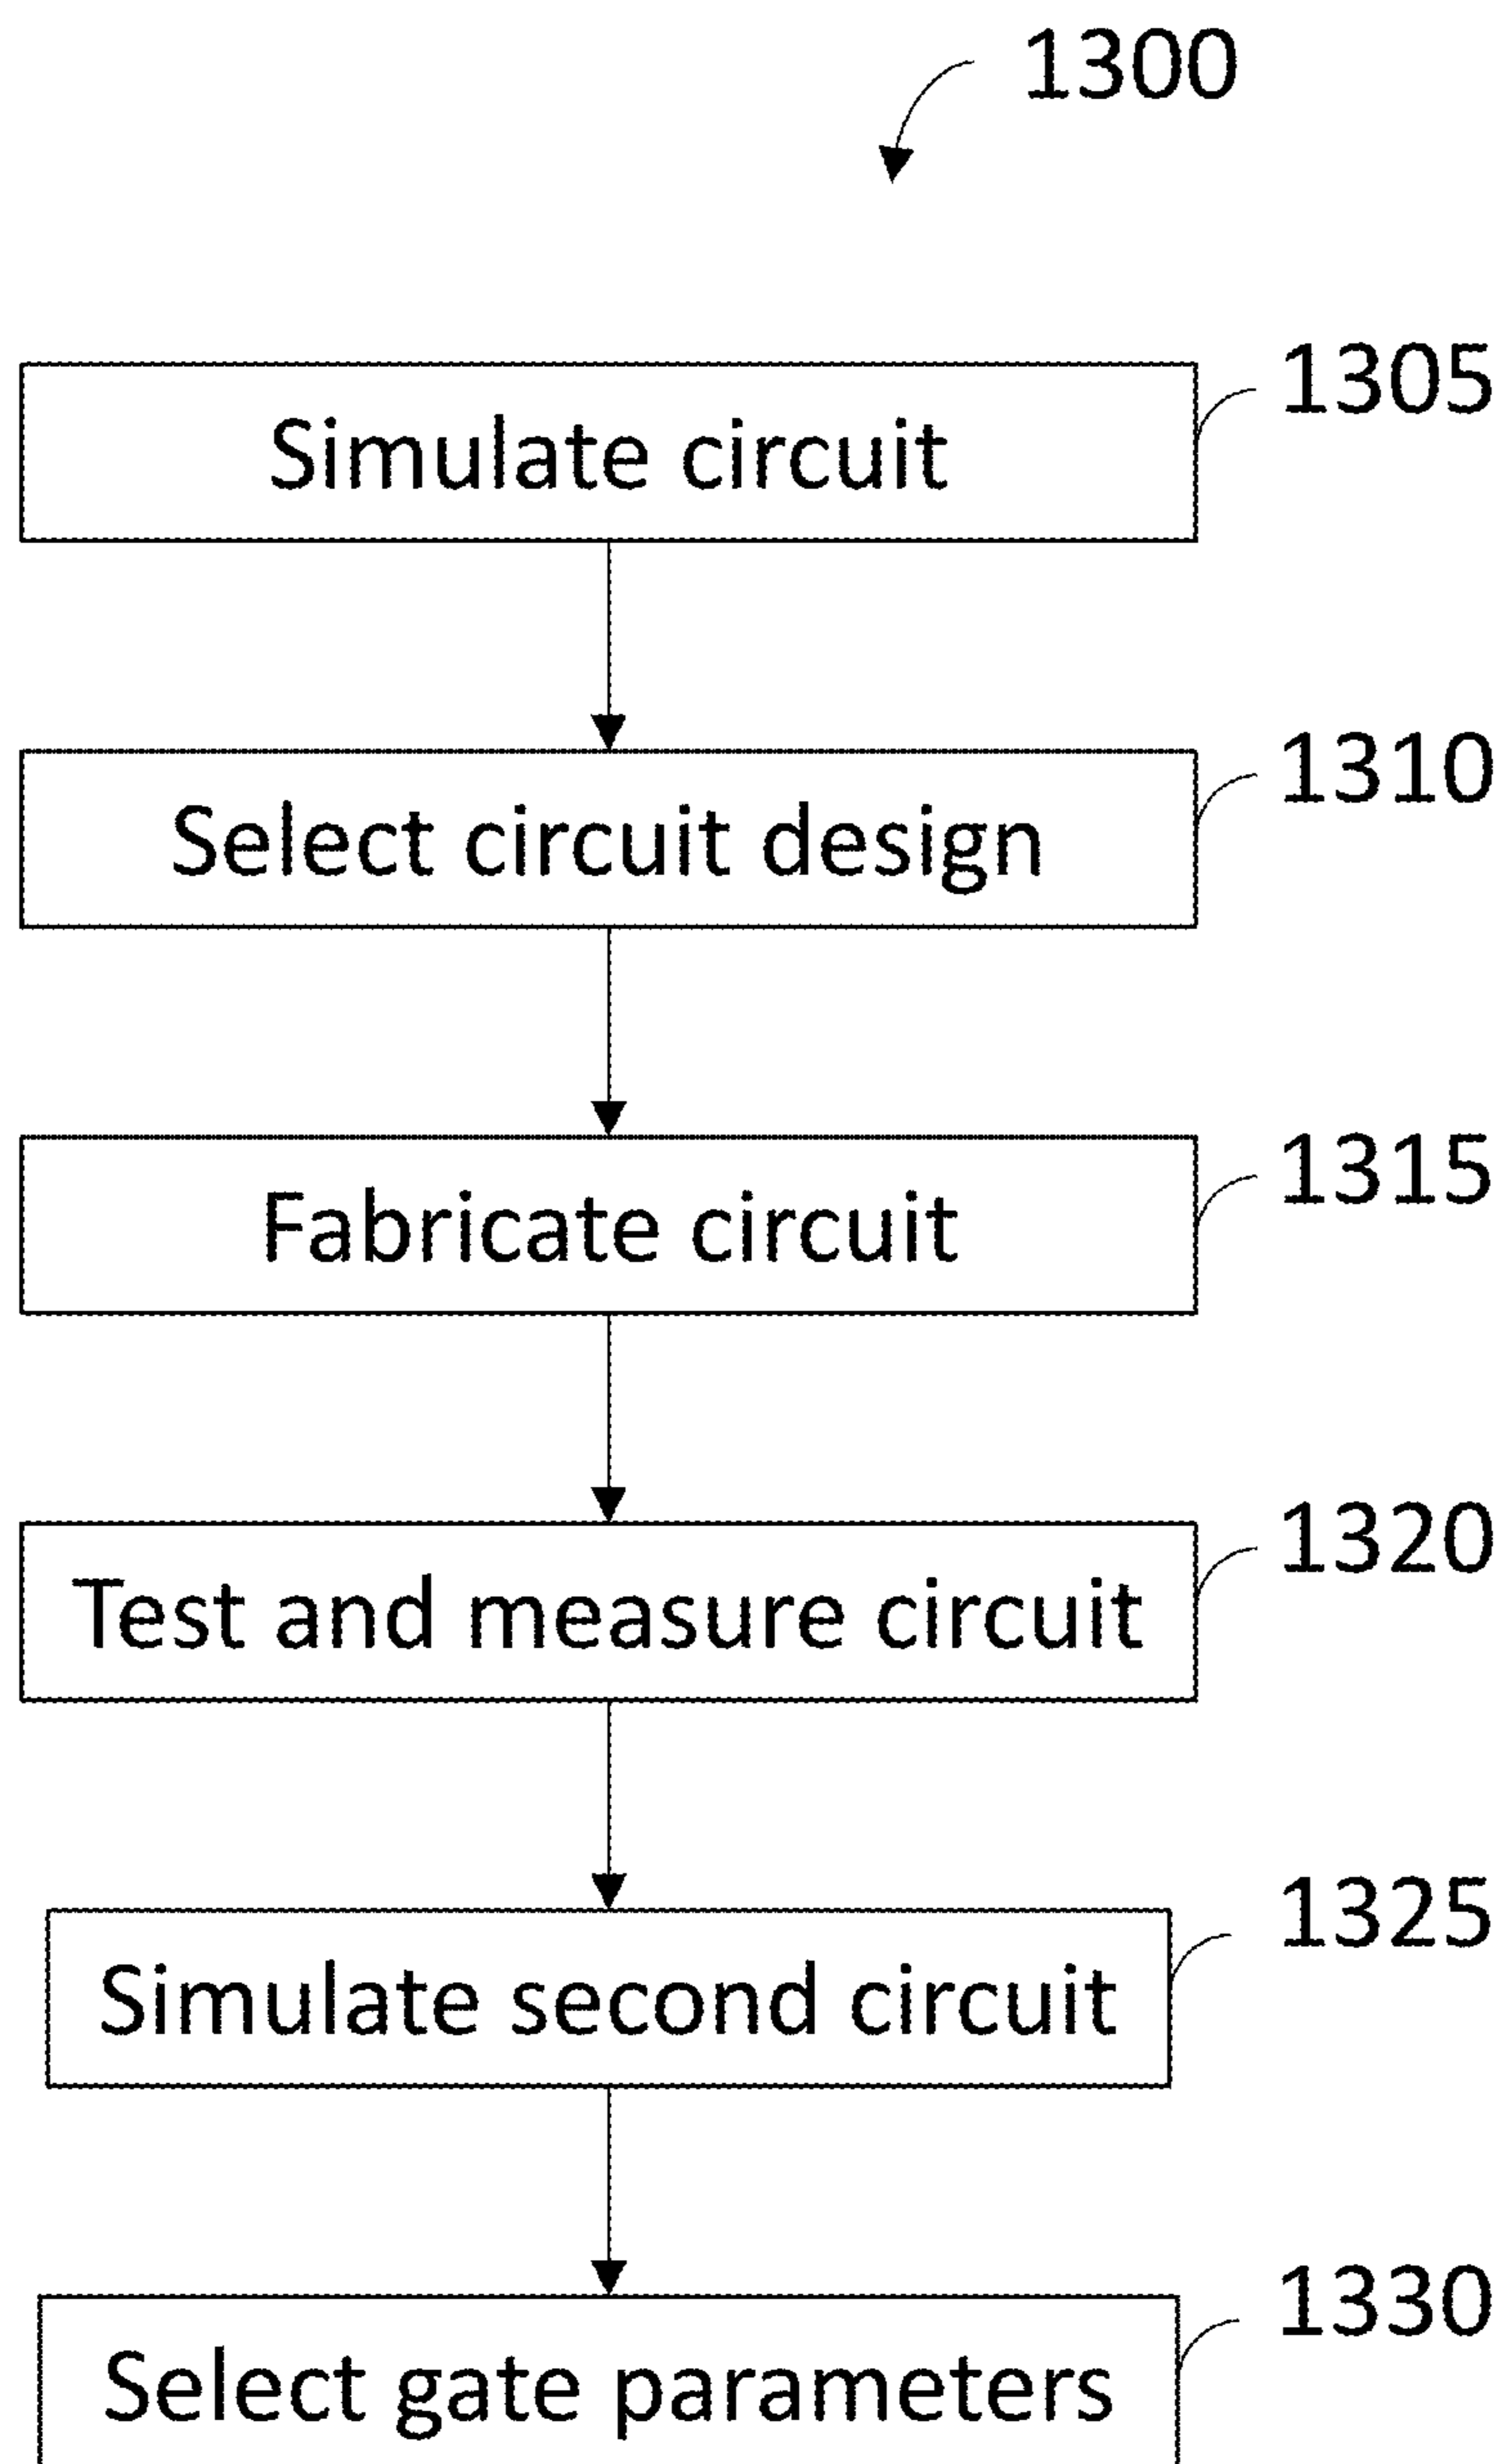 1300
1305
Simulate circuit
1310
Select circuit design
1315
Fabricate circuit
1320
Test and measure circuit
1325
Simulate second circuit
1330
Select gate parameters